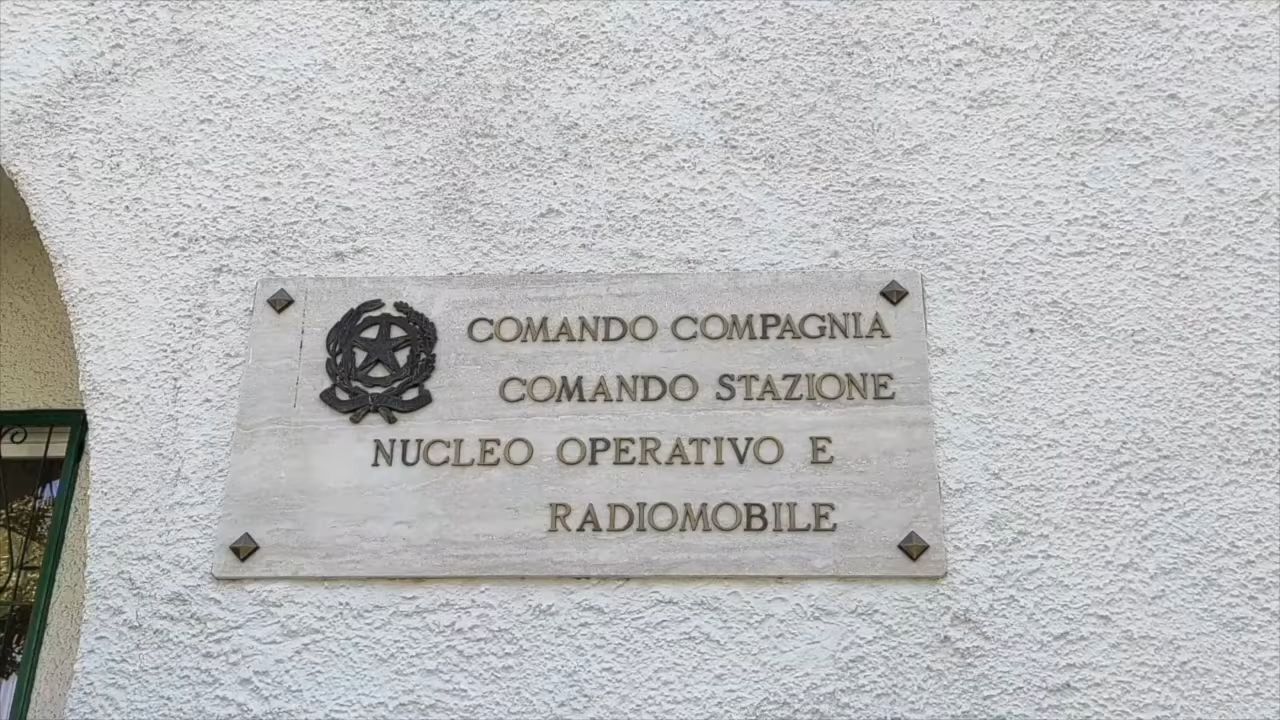 COMANDO COMPAGNIA
COMANDO STAZIONE
NUCLEO OPERATIVO E
RADIOMOBILE